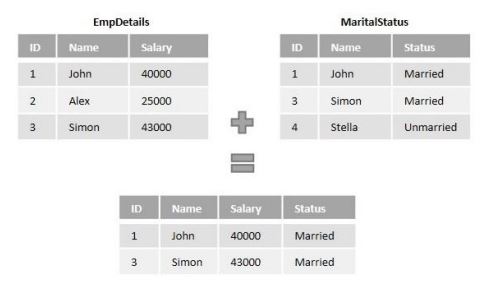 EmpDetails
ID Name Salary
1 John 40000
2 Alex 25000
3 Simon 43000
MaritalStatus
ID Name Status
1 John Married
3 Simon Married
4 Stella Unmarried
ID Name Salary Status
1 John 40000 Married
3 Simon 43000 Married